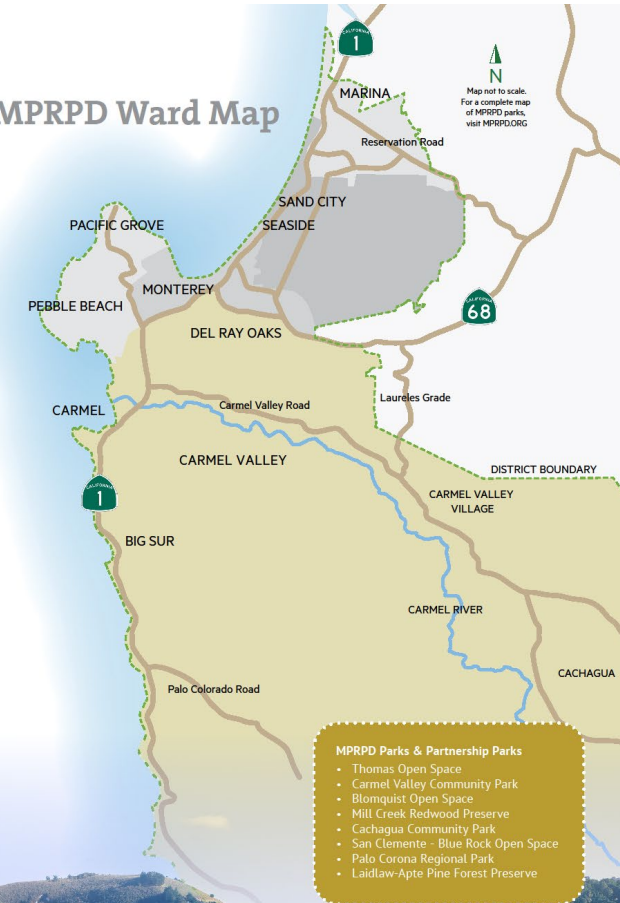 CALIFORNIA
1
N
Map not to scale.
For a complete map
of MPRPD parks,
visit MPRPD.ORG
MPRPD Ward Map
MARINA
Reservation Road
SAND CITY
SEASIDE
PACIFIC GROVE
MONTEREY
PEBBLE BEACH
CALIFORNIA
68
DEL RAY OAKS
Laureles Grade
Carmel Valley Road
CARMEL
CARMEL VALLEY
DISTRICT BOUNDARY
CALIFORNIA
1
CARMEL VALLEY
VILLAGE
BIG SUR
CARMEL RIVER
CACHAGUA
Palo Colorado Road
MPRPD Parks & Partnership Parks
• Thomas Open Space
• Carmel Valley Community Park
• Blomquist Open Space
• Mill Creek Redwood Preserve
• Cachagua Community Park
• San Clemente - Blue Rock Open Space
• Palo Corona Regional Park
• Laidlaw-Apte Pine Forest Preserve